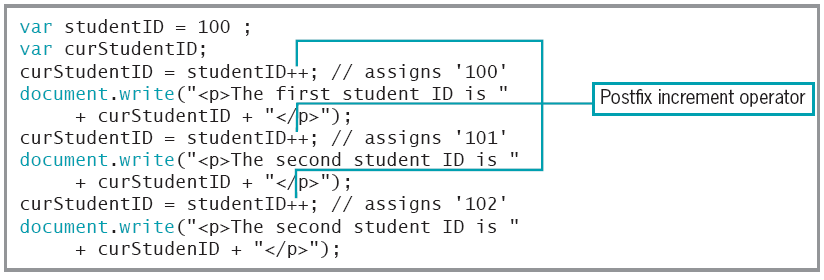 var studentID = 100 ;
var curStudentID;
curStudentID = studentID++; // assigns '100'
document.write("<p>The first student ID is "
+ curStudentID + "</p>");
curStudentID = studentID++; // assigns '101'
document.write("<p>The second student ID is "
+ curStudentID + "</p>");
curStudentID = studentID++; // assigns '102'
document.write("<p>The second student ID is "
+ curStudenID + "</p>");
Postfix increment operator